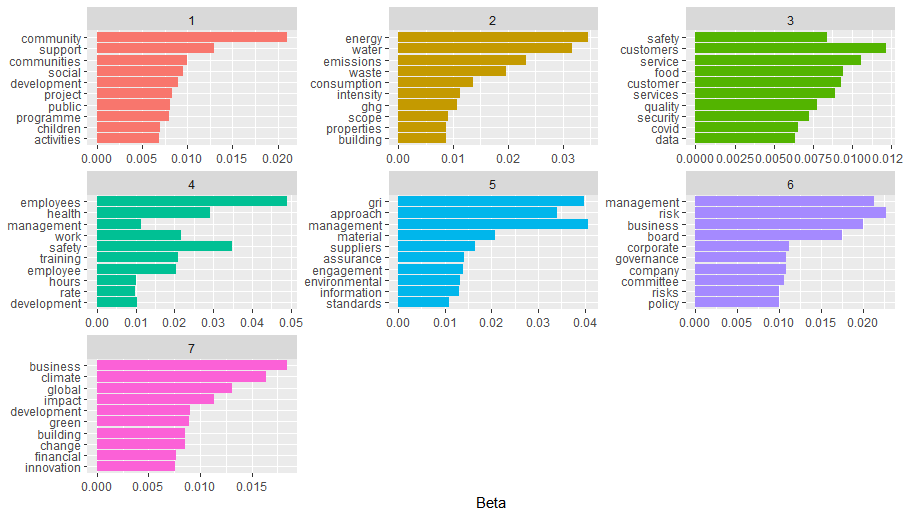 1
community
support
communities
social
development
project
public
programme
children
activities
0.000 0.005 0.010 0.015 0.020
2
energy
water
emissions
waste
consumption
intensity
ghg
scope
properties
building
0.00 0.01 0.02 0.03
3
safety
customers
service
food
customer
services
quality
security
covid
data
0.0000 0.0025 0.0050 0.0075 0.0100 0.0125
4
employees
health
management
work
safety
training
employee
hours
rate
development
0.00 0.01 0.02 0.03 0.04 0.05
5
gri
approach
management
material
suppliers
assurance
engagement
environmental
information
standards
0.00 0.01 0.02 0.03 0.04
6
management
risk
business
board
corporate
governance
company
committee
risks
policy
0.000 0.005 0.010 0.015 0.020
7
business
climate
global
impact
development
green
building
change
financial
innovation
0.000 0.005 0.010 0.015
Beta